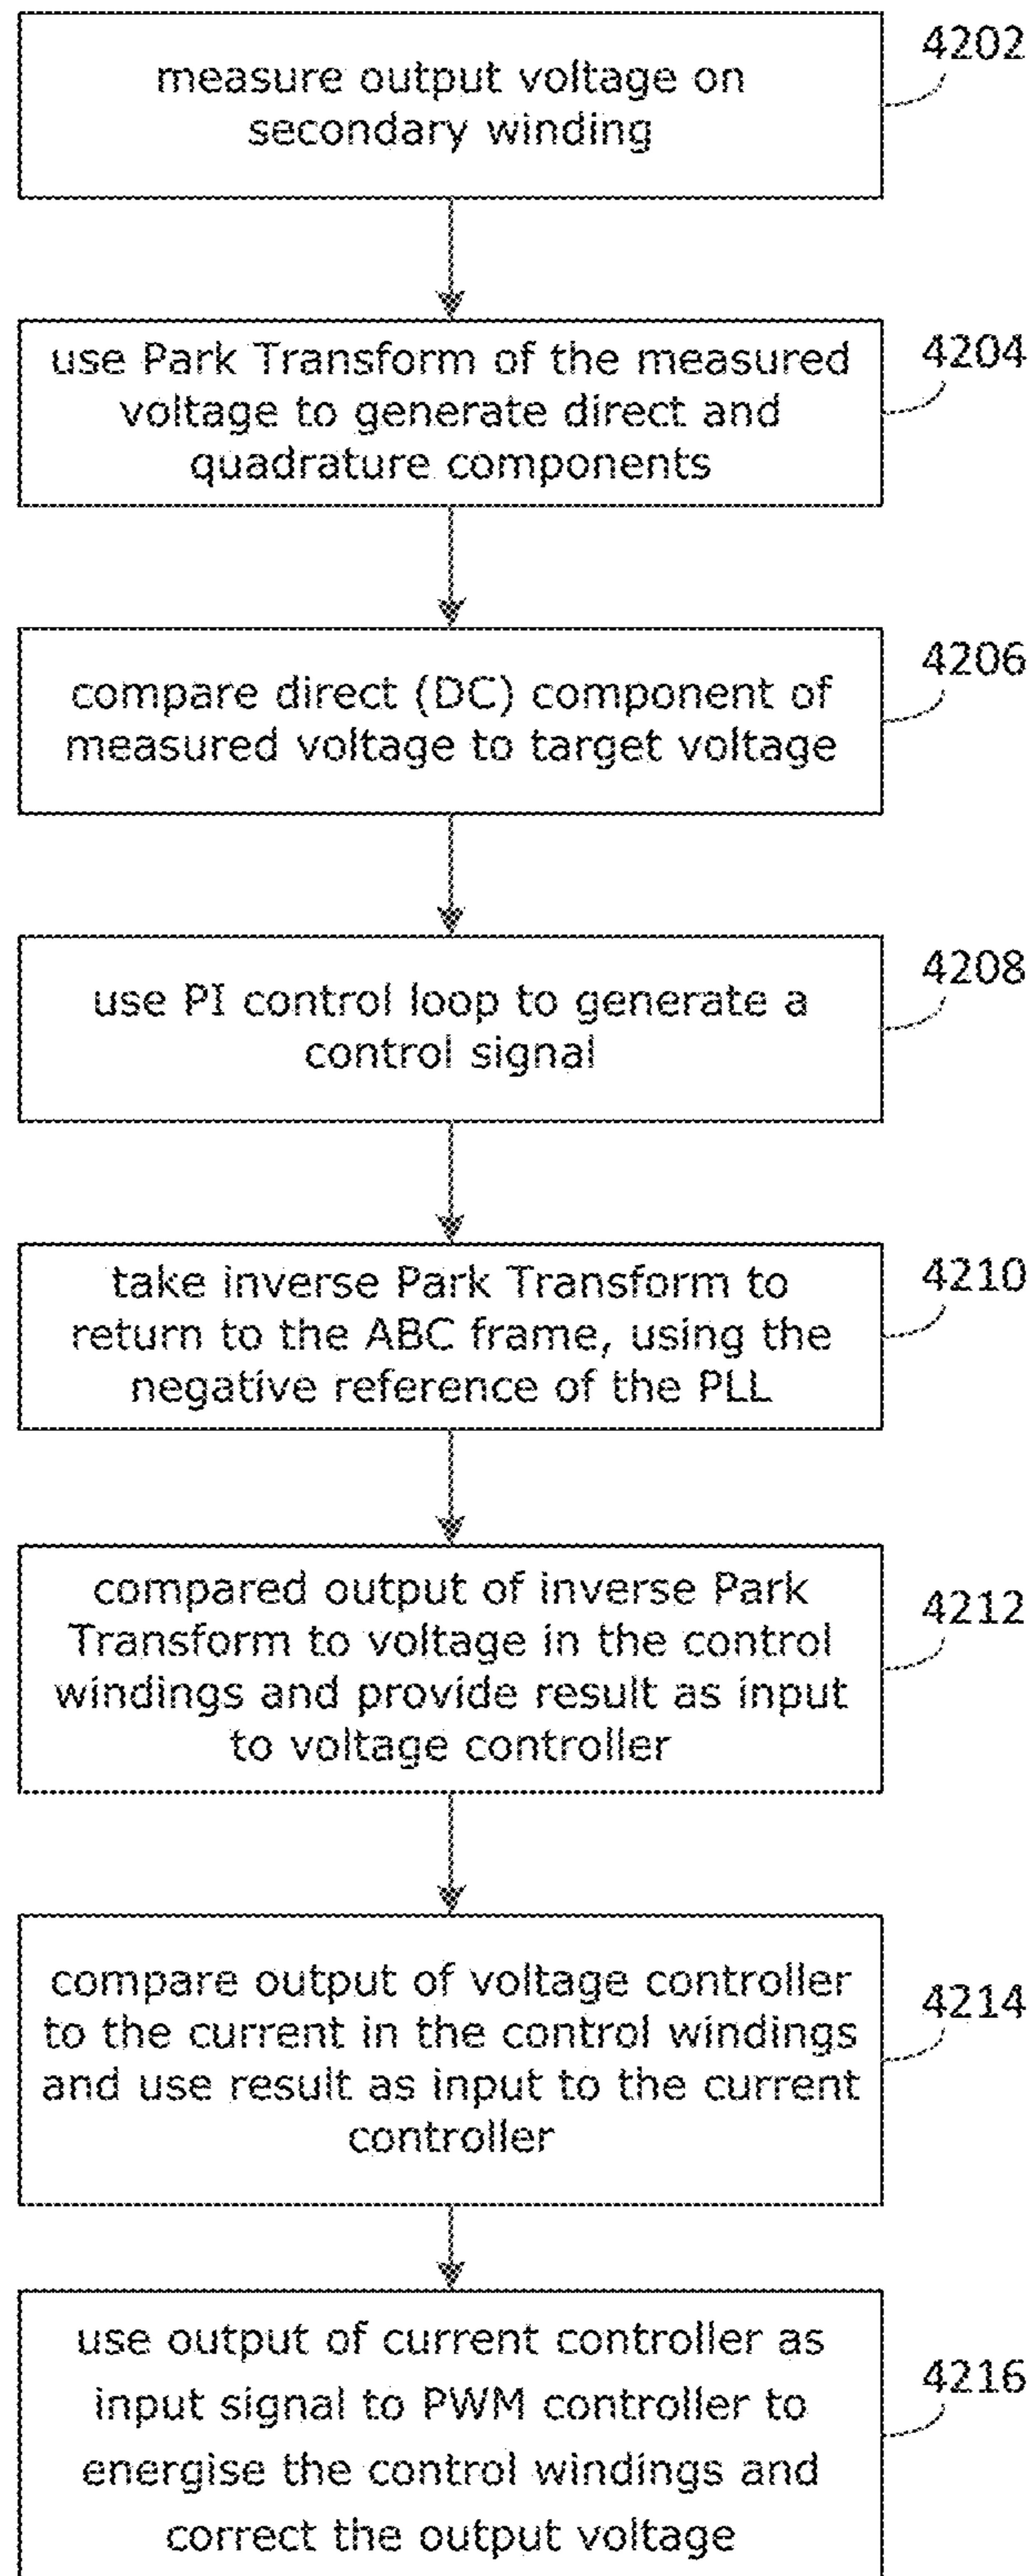 measure output voltage on
secondary winding
4202
use Park Transform of the measured
voltage to generate direct and
quadrature components
4204
compare direct (DC) component of
measured voltage to target voltage
4206
use PI control loop to generate a
control signal
4208
take inverse Park Transform to
return to the ABC frame, using the
negative reference of the PLL
4210
compared output of inverse Park
Transform to voltage in the control
windings and provide result as input
to voltage controller
4212
compare output of voltage controller
to the current in the control windings
and use result as input to the current
controller
4214
use output of current controller as
input signal to PWM controller to
energise the control windings and
correct the output voltage
4216